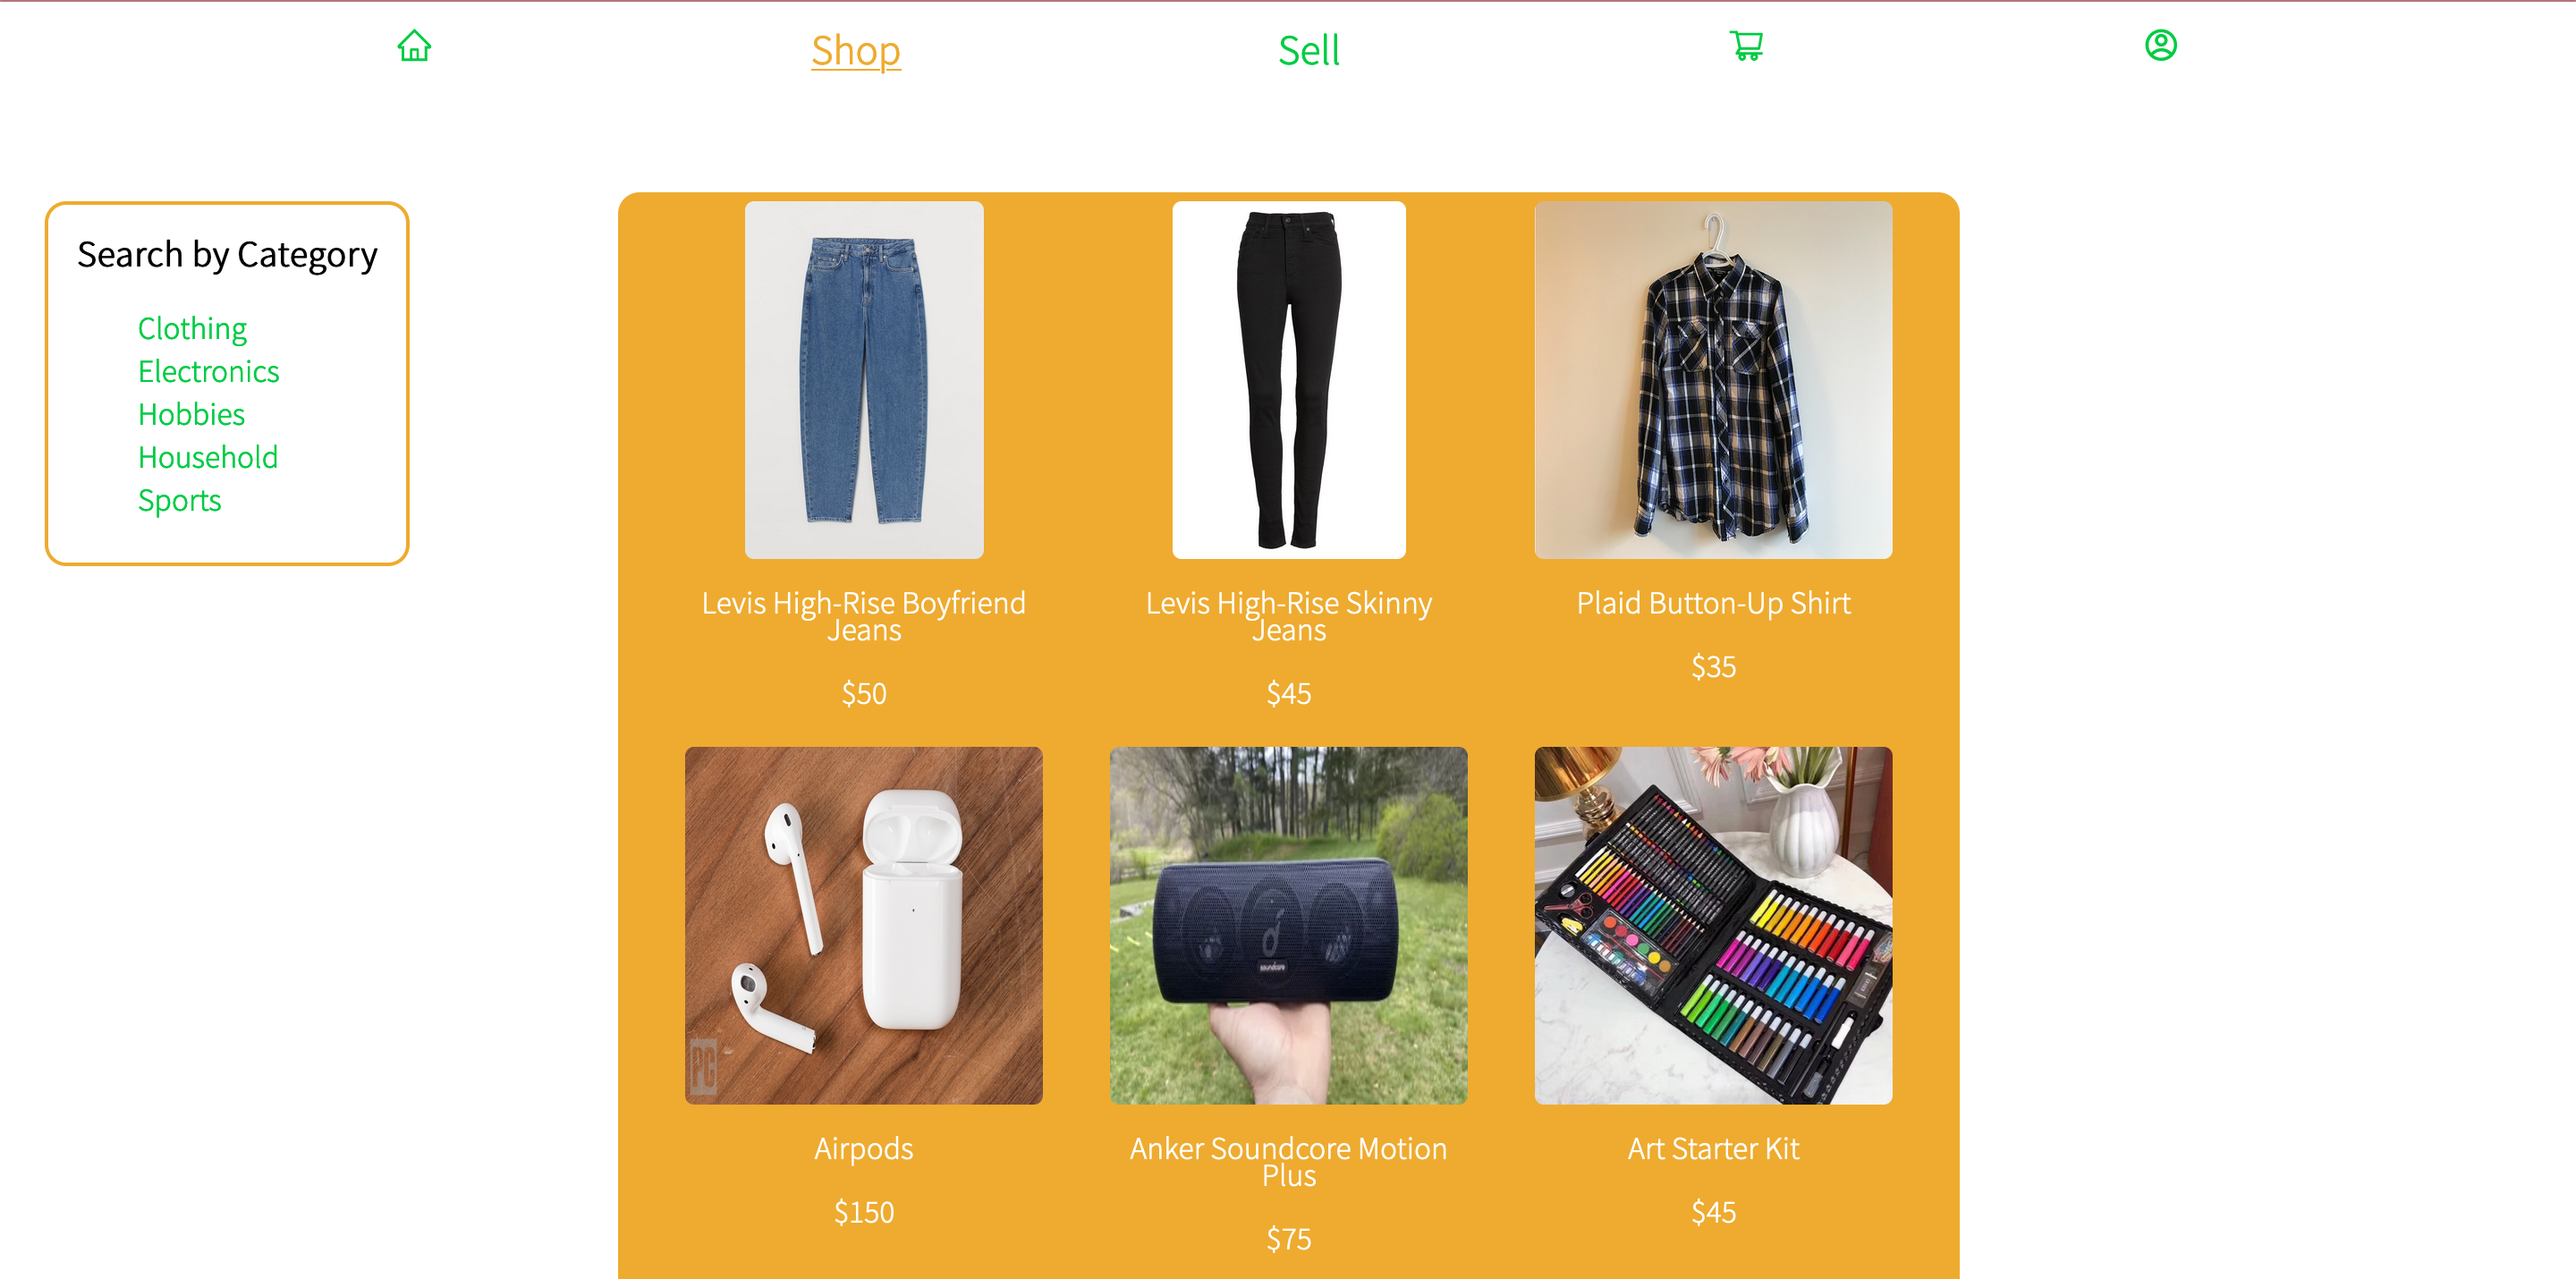 Shop
Sell
Search by Category
Clothing
Electronics
Hobbies
Household
Sports
Levis High-Rise Boyfriend
Jeans
$50
Levis High-Rise Skinny
Jeans
$45
Plaid Button-Up Shirt
$35
PC
soundcore
Airpods
$150
Anker Soundcore Motion
Plus
$75
Art Starter Kit
$45